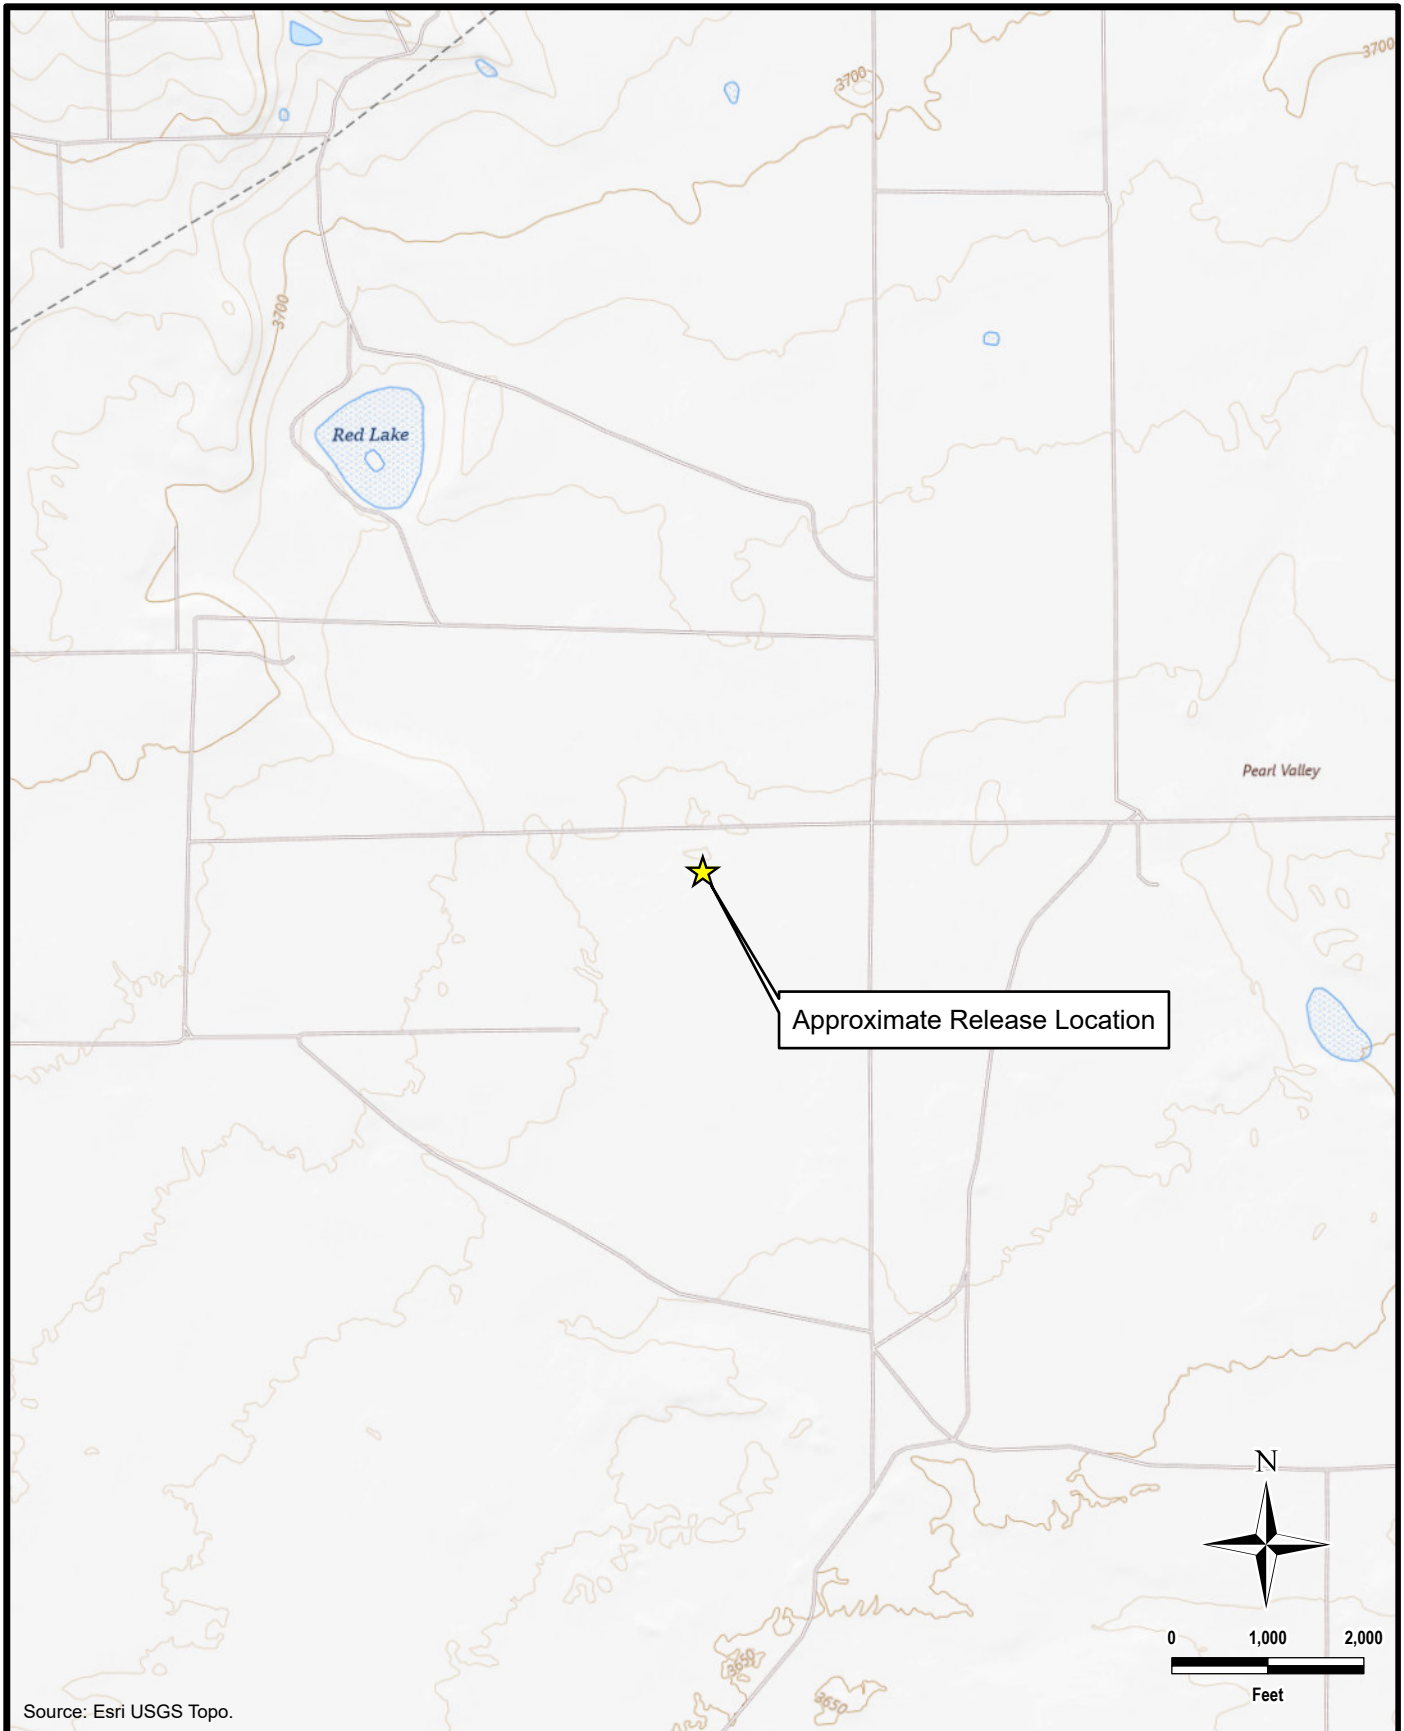 3700
3700
3700
Red Lake
Pearl Valley
Approximate Release Location
N
0 1,000 2,000
Feet
3650
3650
Source: Esri USGS Topo.